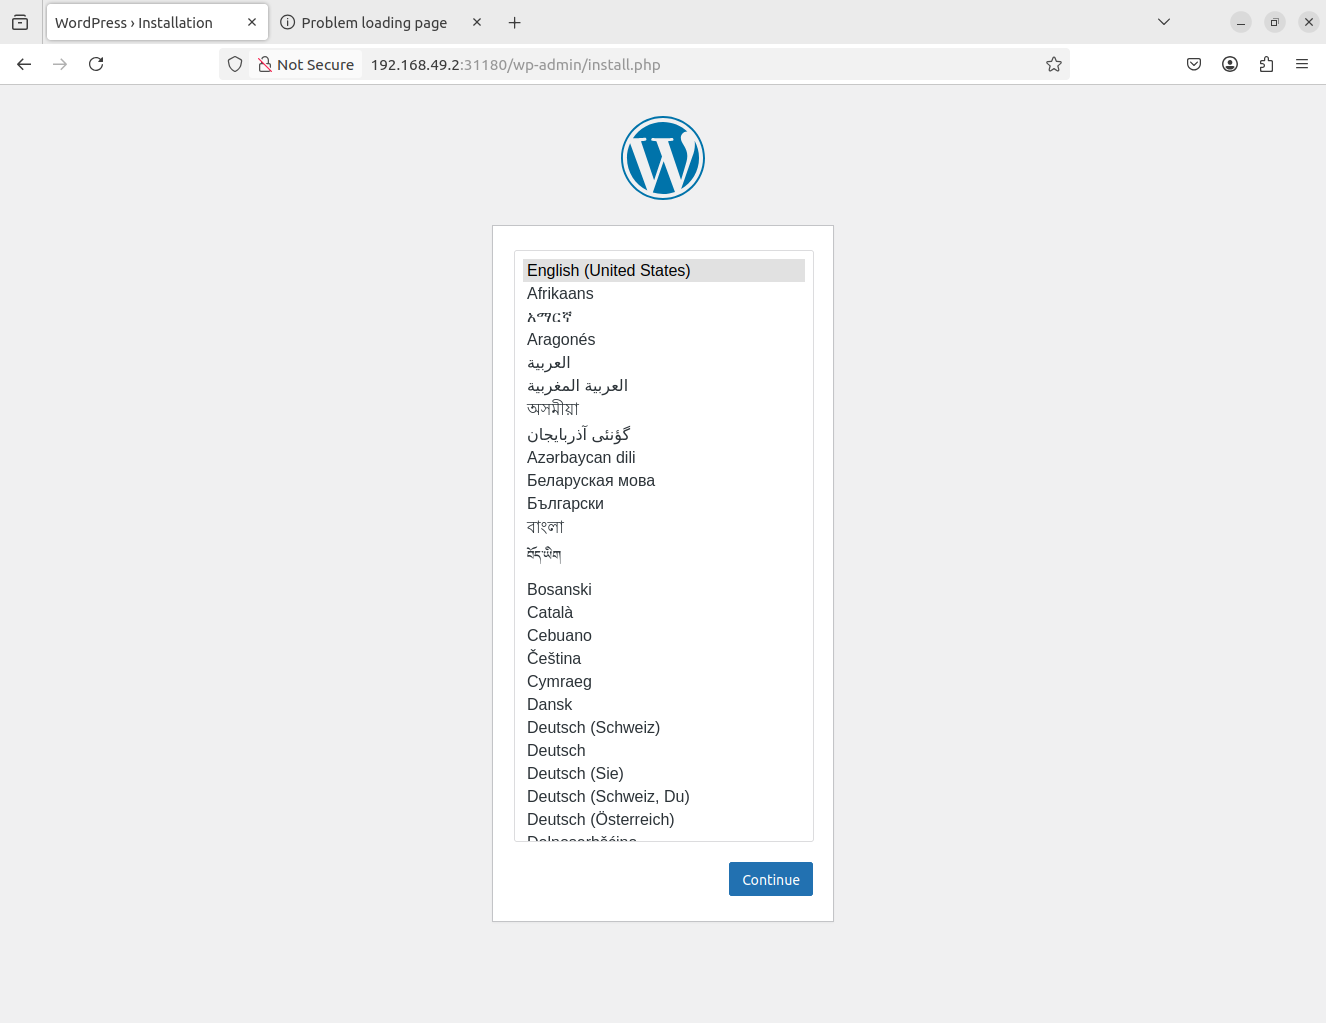 WordPress › Installation
Problem loading page
Not Secure
192.168.49.2:31180/wp-admin/install.php
English (United States)
Afrikaans
አማርኛ
Aragonés
العربية
العربية المغربية
অসমীয়া
گؤنئی آذربایجان
Azərbaycan dili
Беларуская мова
Български
বাংলা
བོད་ཡིག
Bosanski
Català
Cebuano
Čeština
Cymraeg
Dansk
Deutsch (Schweiz)
Deutsch
Deutsch (Sie)
Deutsch (Schweiz, Du)
Deutsch (Österreich)
Continue